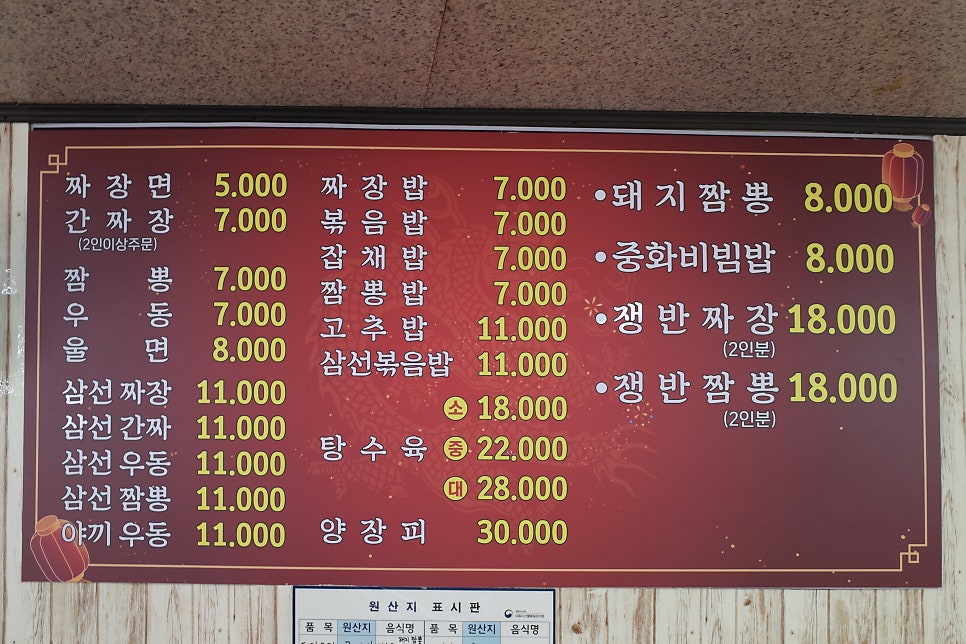 짜장면 5.000
간짜장 7.000
(2인이상주문)
짬뽕 7.000
우동 7.000
울면 8.000
삼선짜장 11.000
삼선간짜 11.000
삼선우동 11.000
삼선짬뽕 11.000
야끼우동 11.000
짜장밥 7.000
볶음밥 7.000
잡채밥 7.000
짬뽕밥 7.000
고추밥 11.000
삼선볶음밥 11.000
소 18.000
탕수육 중 22.000
대 28.000
양장피 30.000
•돼지짬뽕 8.000
•중화비빔밥 8.000
•쟁반짜장 18.000
(2인분)
•쟁반짬뽕 18.000
(2인분)
원산지 표시판
품목 원산지 음식명 품목 원산지 음식명